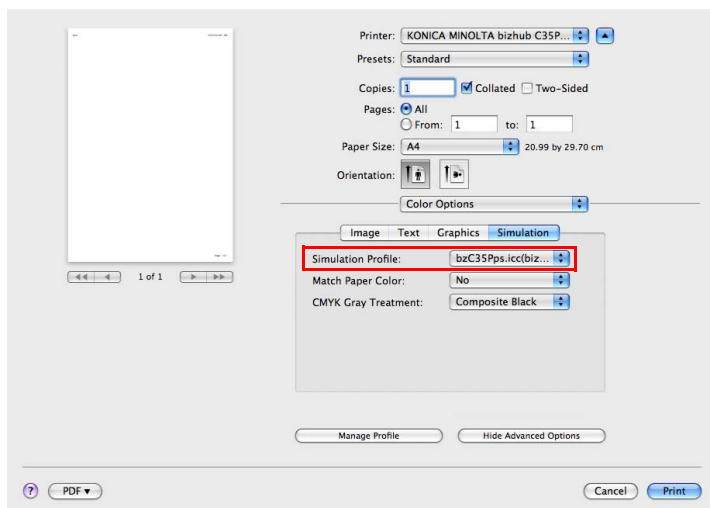 Printer: KONICA MINOLTA bizhub C35P...
Presets: Standard
Copies: 1 Collated Two-Sided
Pages: All
From: 1 to: 1
Paper Size: A4 20.99 by 29.70 cm
Orientation:
Color Options
Image Text Graphics Simulation
Simulation Profile: bzC35Pps.icc(biz...
Match Paper Color: No
CMYK Gray Treatment: Composite Black
1 of 1
Manage Profile Hide Advanced Options
? PDF Cancel Print